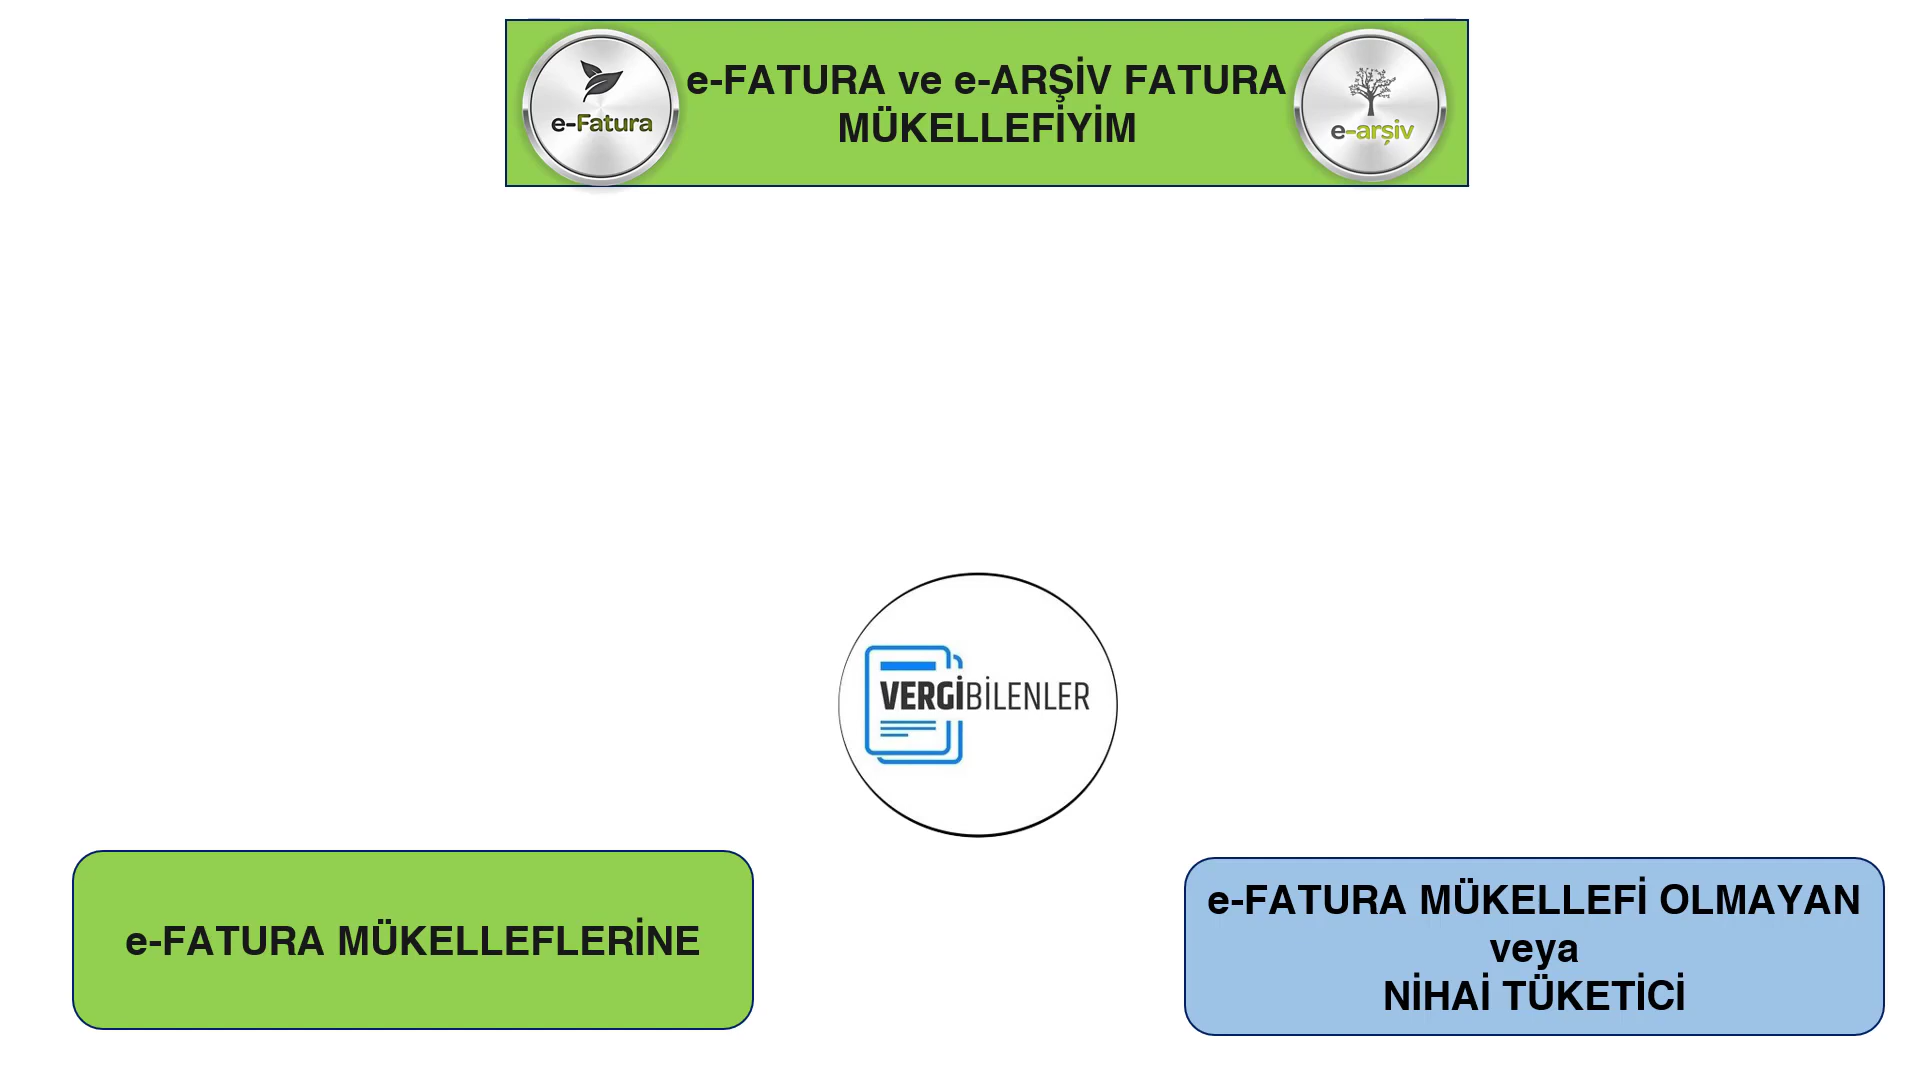 e-FATURA ve e-ARŞİV FATURA
MÜKELLEFİYİM
e-Fatura
e-arşiv
VERGİBİLENLER
e-FATURA MÜKELLEFLERİNE
e-FATURA MÜKELLEFİ OLMAYAN
veya
NİHAİ TÜKETİCİ